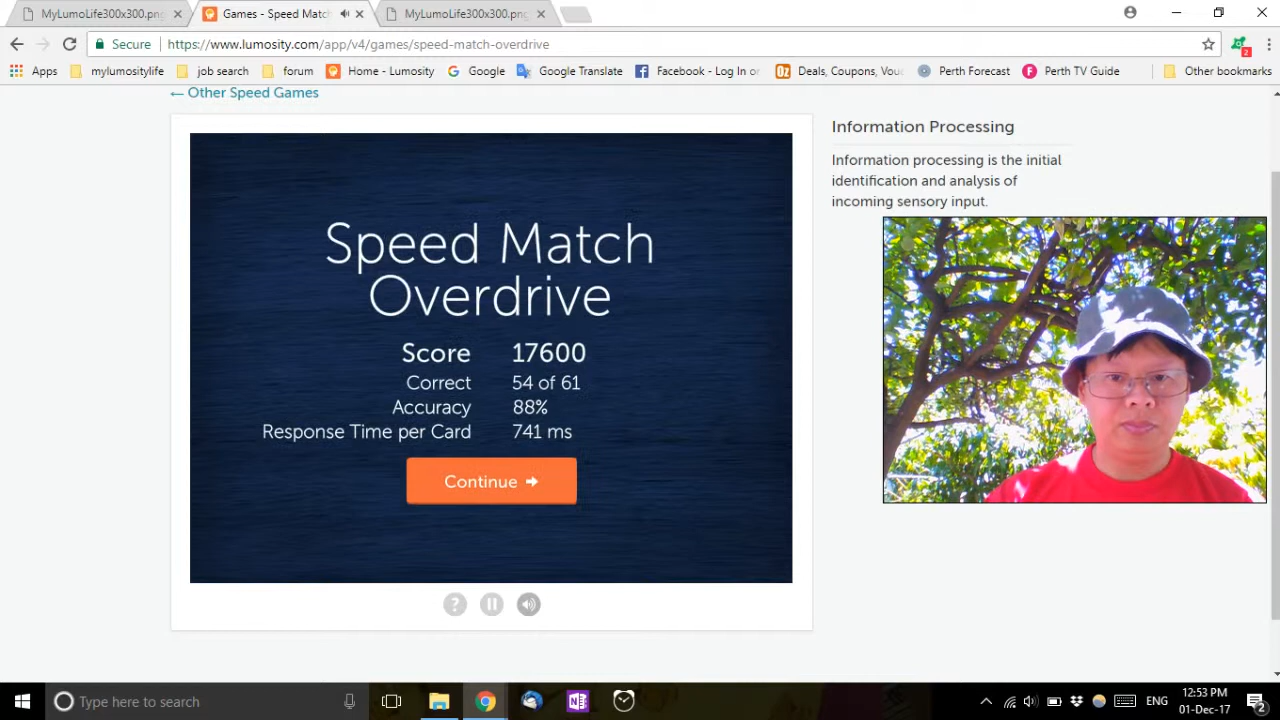 MyLumoLife300x300.png
Games - Speed Match
MyLumoLife300x300.png
Secure
https://www.lumosity.com/app/v4/games/speed-match-overdrive
2
Apps
mylumositylife
job search
forum
Home - Lumosity
Google
Google Translate
Facebook - Log In or
OZ
Deals, Coupons, Vou
Perth Forecast
Perth TV Guide
Other bookmarks
← Other Speed Games
Information Processing
Information processing is the initial
identification and analysis of
incoming sensory input.
Speed Match
Overdrive
Score 17600
Correct 54 of 61
Accuracy 88%
Response Time per Card 741 ms
Continue
?
Type here to search
ENG
12:53 PM
01-Dec-17
2